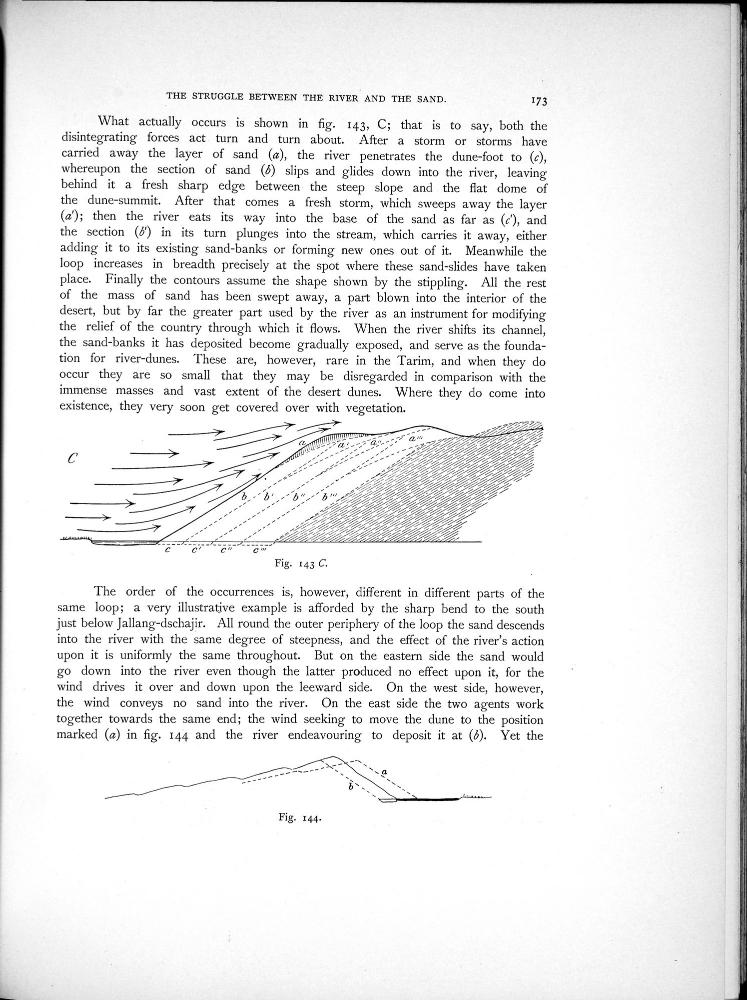 THE STRUGGLE BETWEEN THE RIVER AND THE SAND. 173
What actually occurs is shown in fig. 143, C; that is to say, both the
disintegrating forces act turn and turn about. After a storm or storms have
carried away the layer of sand (a), the river penetrates the dune-foot to (c),
whereupon the section of sand (b) slips and glides down into the river, leaving
behind it a fresh sharp edge between the steep slope and the flat dome of
the dune-summit. After that comes a fresh storm, which sweeps away the layer
(a'); then the river eats its way into the base of the sand as far as (c'), and
the section (b') in its turn plunges into the stream, which carries it away, either
adding it to its existing sand-banks or forming new ones out of it. Meanwhile the
loop increases in breadth precisely at the spot where these sand-slides have taken
place. Finally the contours assume the shape shown by the stippling. All the rest
of the mass of sand has been swept away, a part blown into the interior of the
desert, but by far the greater part used by the river as an instrument for modifying
the relief of the country through which it flows. When the river shifts its channel,
the sand-banks it has deposited become gradually exposed, and serve as the founda-
tion for river-dunes. These are, however, rare in the Tarim, and when they do
occur they are so small that they may be disregarded in comparison with the
immense masses and vast extent of the desert dunes. Where they do come into
existence, they very soon get covered over with vegetation.
C
a a' a'' a'''
b b' b'' b'''
c c' c'' c'''
Fig. 143 C.
The order of the occurrences is, however, different in different parts of the
same loop; a very illustrative example is afforded by the sharp bend to the south
just below Jallang-dschajir. All round the outer periphery of the loop the sand descends
into the river with the same degree of steepness, and the effect of the river's action
upon it is uniformly the same throughout. But on the eastern side the sand would
go down into the river even though the latter produced no effect upon it, for the
wind drives it over and down upon the leeward side. On the west side, however,
the wind conveys no sand into the river. On the east side the two agents work
together towards the same end; the wind seeking to move the dune to the position
marked (a) in fig. 144 and the river endeavouring to deposit it at (b). Yet the
a
b
Fig. 144.